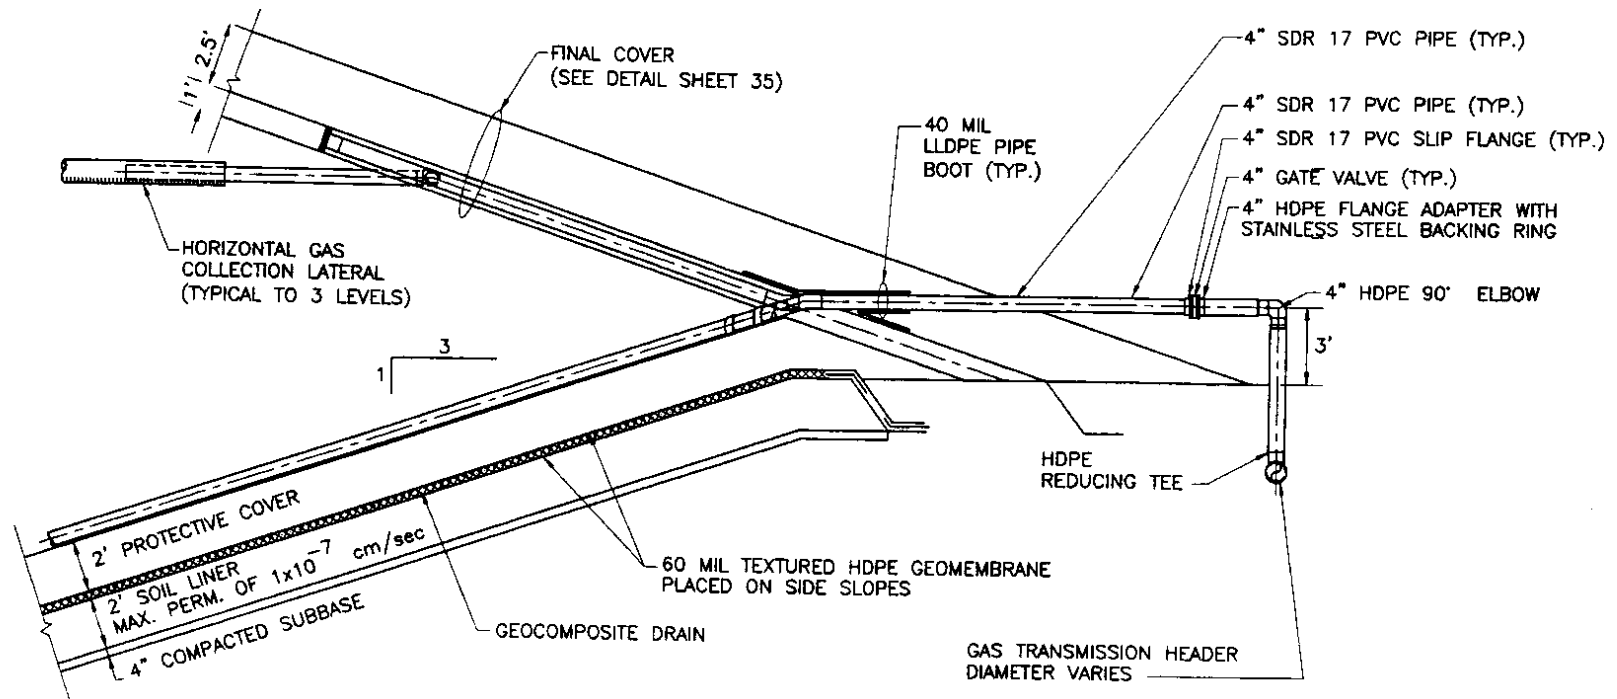 2.5'
1'
FINAL COVER
(SEE DETAIL SHEET 35)
4" SDR 17 PVC PIPE (TYP.)
4" SDR 17 PVC PIPE (TYP.)
4" SDR 17 PVC SLIP FLANGE (TYP.)
4" GATE VALVE (TYP.)
4" HDPE FLANGE ADAPTER WITH
STAINLESS STEEL BACKING RING
40 MIL
LLDPE PIPE
BOOT (TYP.)
HORIZONTAL GAS
COLLECTION LATERAL
(TYPICAL TO 3 LEVELS)
4" HDPE 90° ELBOW
3'
3
1
HDPE
REDUCING TEE
2' PROTECTIVE COVER
2' SOIL LINER
MAX. PERM. OF 1x10⁻⁷ cm/sec
4" COMPACTED SUBBASE
60 MIL TEXTURED HDPE GEOMEMBRANE
PLACED ON SIDE SLOPES
GEOCOMPOSITE DRAIN
GAS TRANSMISSION HEADER
DIAMETER VARIES